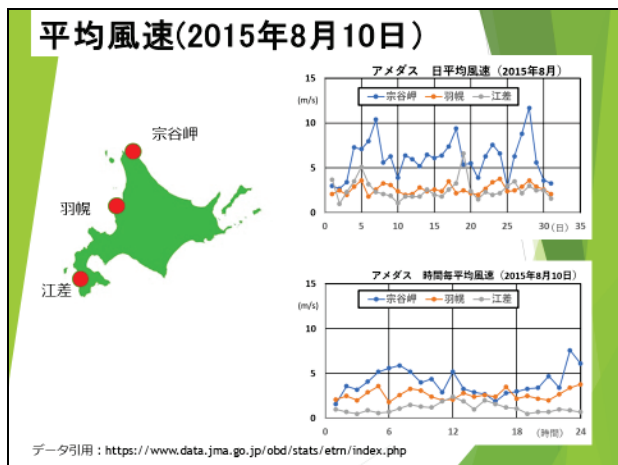 平均風速(2015年8月10日)
宗谷岬
羽幌
江差
アメダス 日平均風速（2015年8月）
15
(m/s)
宗谷岬 羽幌 江差
10
5
0
0 5 10 15 20 25 30 (日) 35
アメダス 時間毎平均風速（2015年8月10日）
15
(m/s)
宗谷岬 羽幌 江差
10
5
0
0 6 12 18 (時間) 24
データ引用：https://www.data.jma.go.jp/obd/stats/etrn/index.php